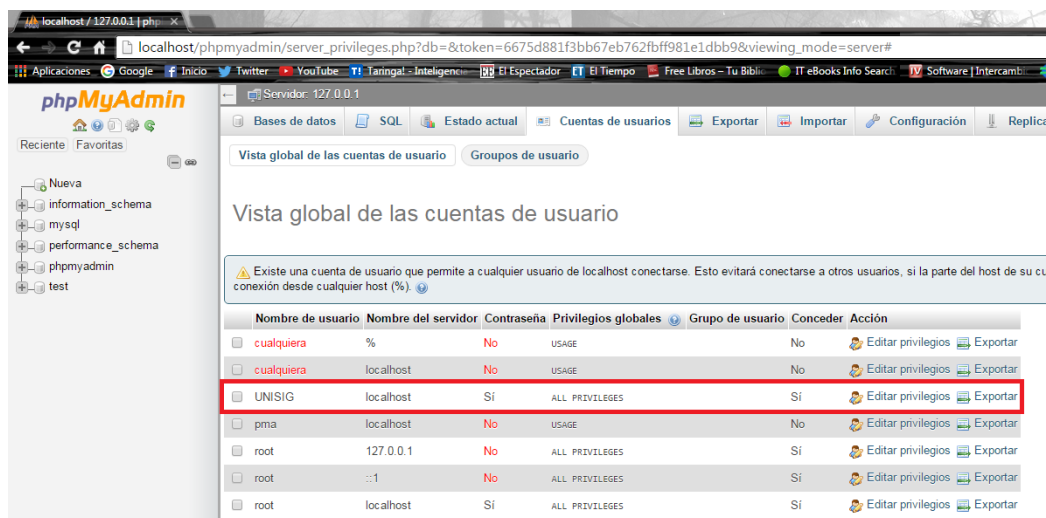 localhost / 127.0.0.1 | php
localhost/phpmyadmin/server_privileges.php?db=&token=6675d881f3bb67eb762fbff981e1dbb9&viewing_mode=server#
Aplicaciones Google Inicio Twitter YouTube Taringa! - Inteligenci El Espectador El Tiempo Free Libros – Tu Biblio IT eBooks Info Search Software | Intercambi
phpMyAdmin
Reciente Favoritas
Nueva
information_schema
mysql
performance_schema
phpmyadmin
test
Servidor: 127.0.0.1
Bases de datos SQL Estado actual Cuentas de usuarios Exportar Importar Configuración Replica
Vista global de las cuentas de usuario Groupos de usuario
Vista global de las cuentas de usuario
Existe una cuenta de usuario que permite a cualquier usuario de localhost conectarse. Esto evitará conectarse a otros usuarios, si la parte del host de su cu
conexión desde cualquier host (%).
Nombre de usuario Nombre del servidor Contraseña Privilegios globales Grupo de usuario Conceder Acción
cualquiera % No USAGE No Editar privilegios Exportar
cualquiera localhost No USAGE No Editar privilegios Exportar
UNISIG localhost Sí ALL PRIVILEGES Sí Editar privilegios Exportar
pma localhost No USAGE No Editar privilegios Exportar
root 127.0.0.1 No ALL PRIVILEGES Sí Editar privilegios Exportar
root ::1 No ALL PRIVILEGES Sí Editar privilegios Exportar
root localhost Sí ALL PRIVILEGES Sí Editar privilegios Exportar